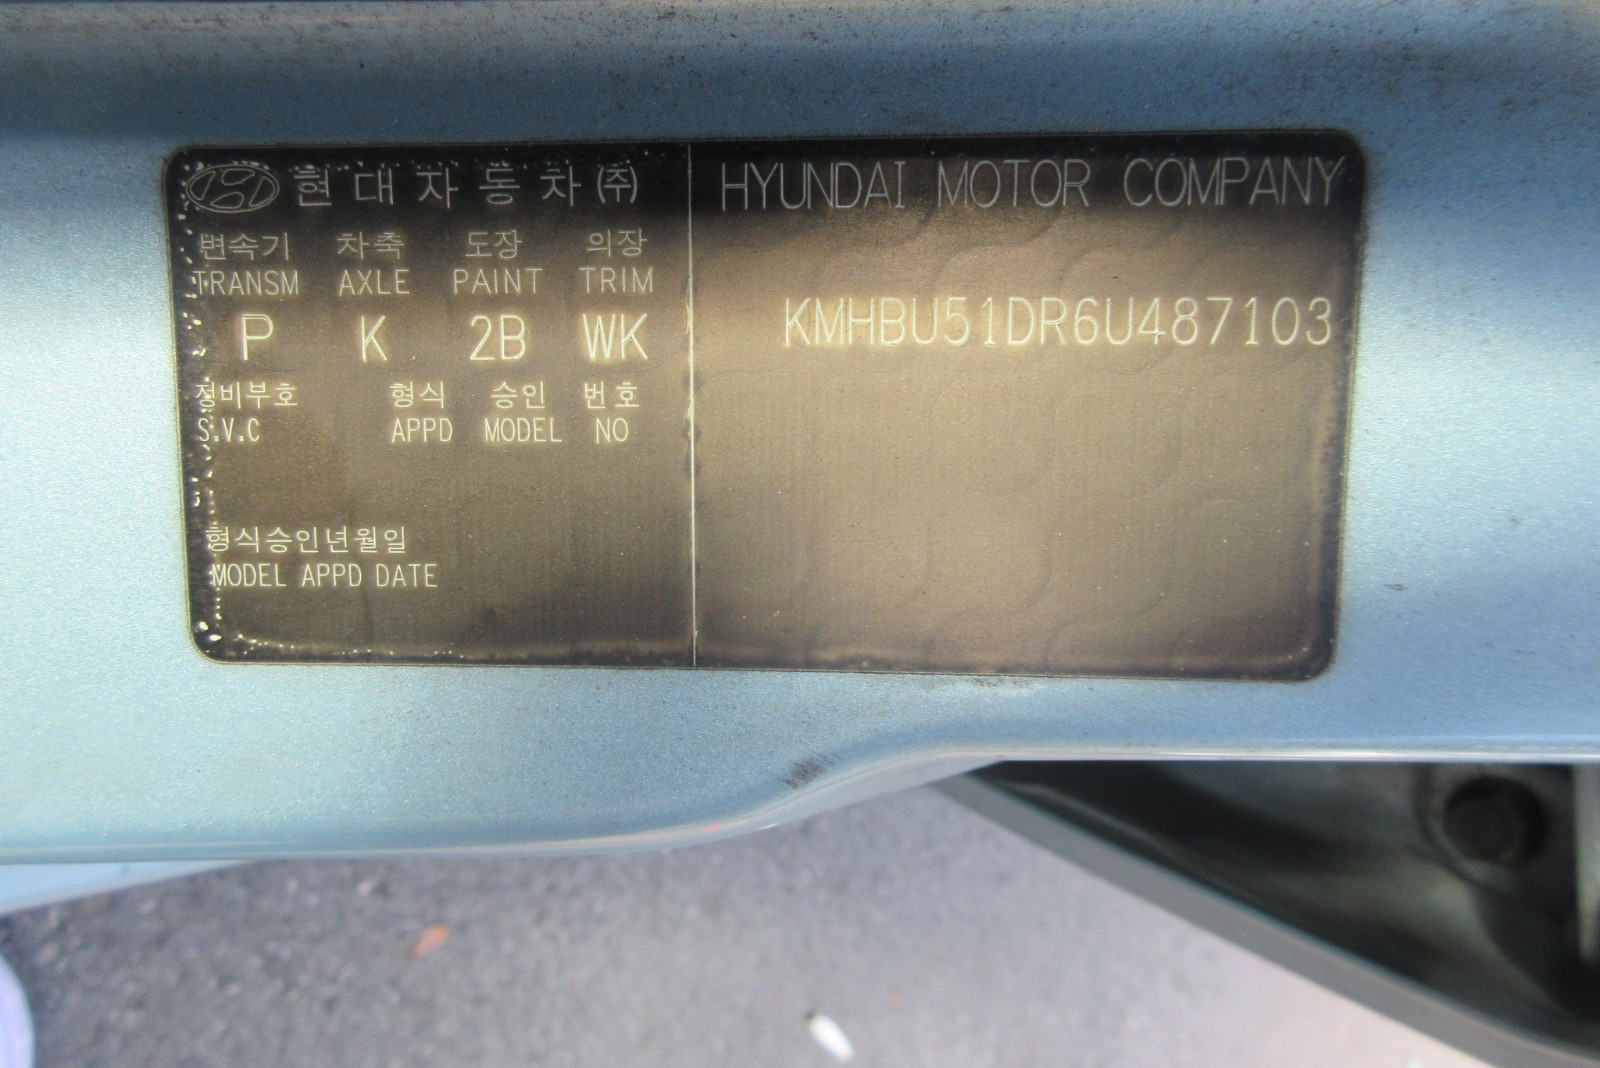 현대자동차㈜ HYUNDAI MOTOR COMPANY
변속기 차축 도장 의장
TRANSM AXLE PAINT TRIM
P K 2B WK KMHBU51DR6U487103
정비부호 형식 승인 번호
S.V.C APPD MODEL NO
형식승인년월일
MODEL APPD DATE